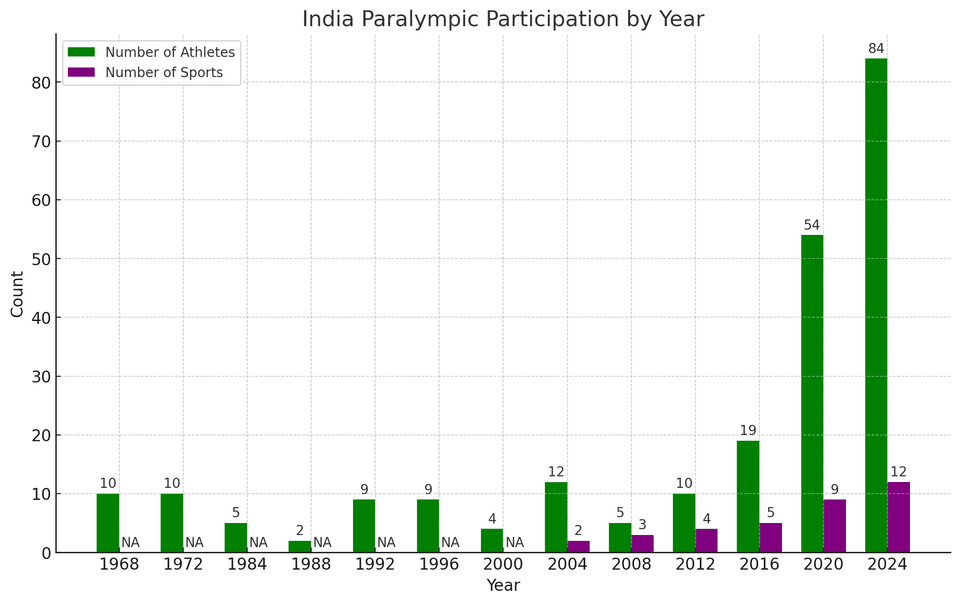 India Paralympic Participation by Year
Number of Athletes
Number of Sports
Count
80
70
60
50
40
30
20
10
0
10 NA
10 NA
5 NA
2 NA
9 NA
9 NA
4 NA
12 2
5 3
10 4
19 5
54 9
84 12
1968 1972 1984 1988 1992 1996 2000 2004 2008 2012 2016 2020 2024
Year